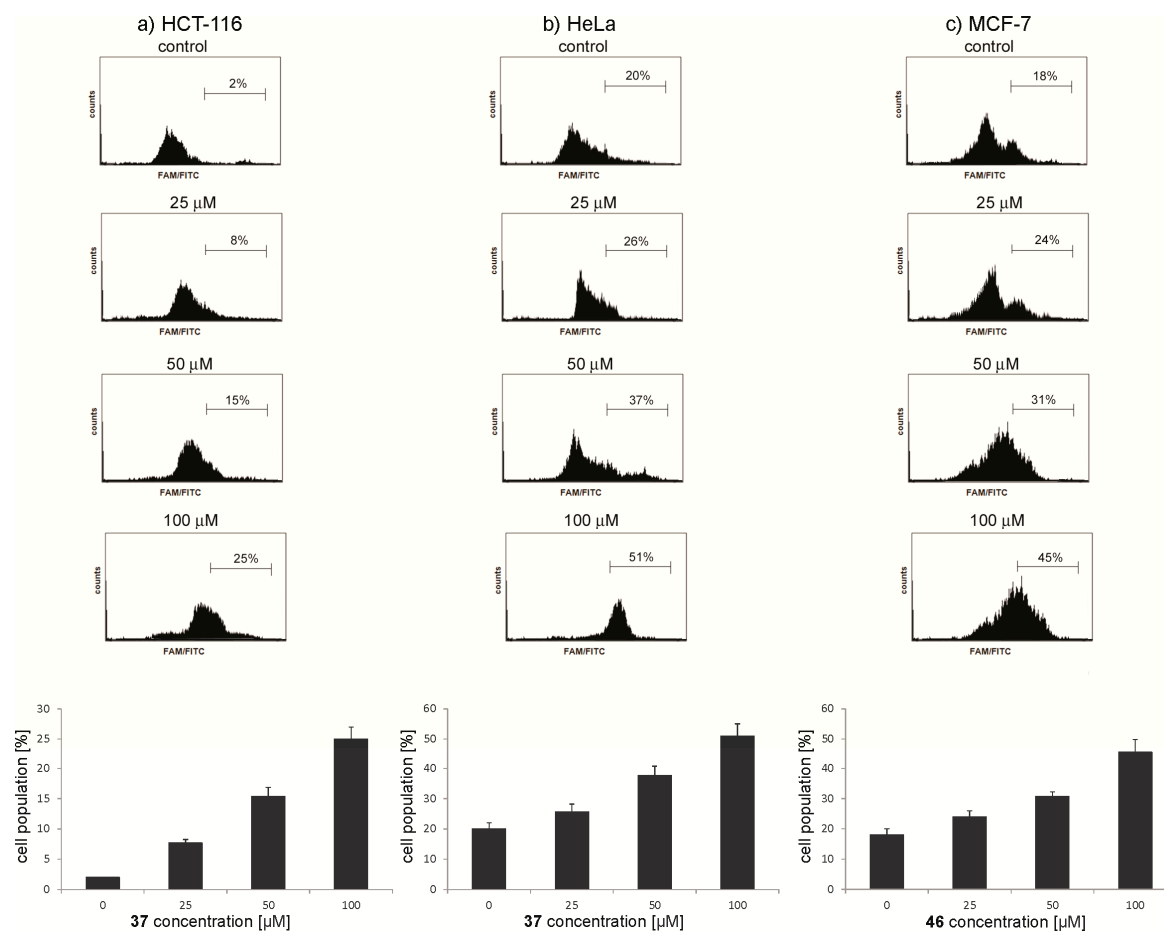 a) HCT-116
control
2%
counts
FAM/FITC
25 μM
8%
counts
FAM/FITC
50 μM
15%
counts
FAM/FITC
100 μM
25%
counts
FAM/FITC
30
25
20
15
10
5
0
cell population [%]
0 25 50 100
37 concentration [μM]
b) HeLa
control
20%
counts
FAM/FITC
25 μM
26%
counts
FAM/FITC
50 μM
37%
counts
FAM/FITC
100 μM
51%
counts
FAM/FITC
60
50
40
30
20
10
0
cell population [%]
0 25 50 100
37 concentration [μM]
c) MCF-7
control
18%
counts
FAM/FITC
25 μM
24%
counts
FAM/FITC
50 μM
31%
counts
FAM/FITC
100 μM
45%
counts
FAM/FITC
60
50
40
30
20
10
0
cell population [%]
0 25 50 100
46 concentration [μM]